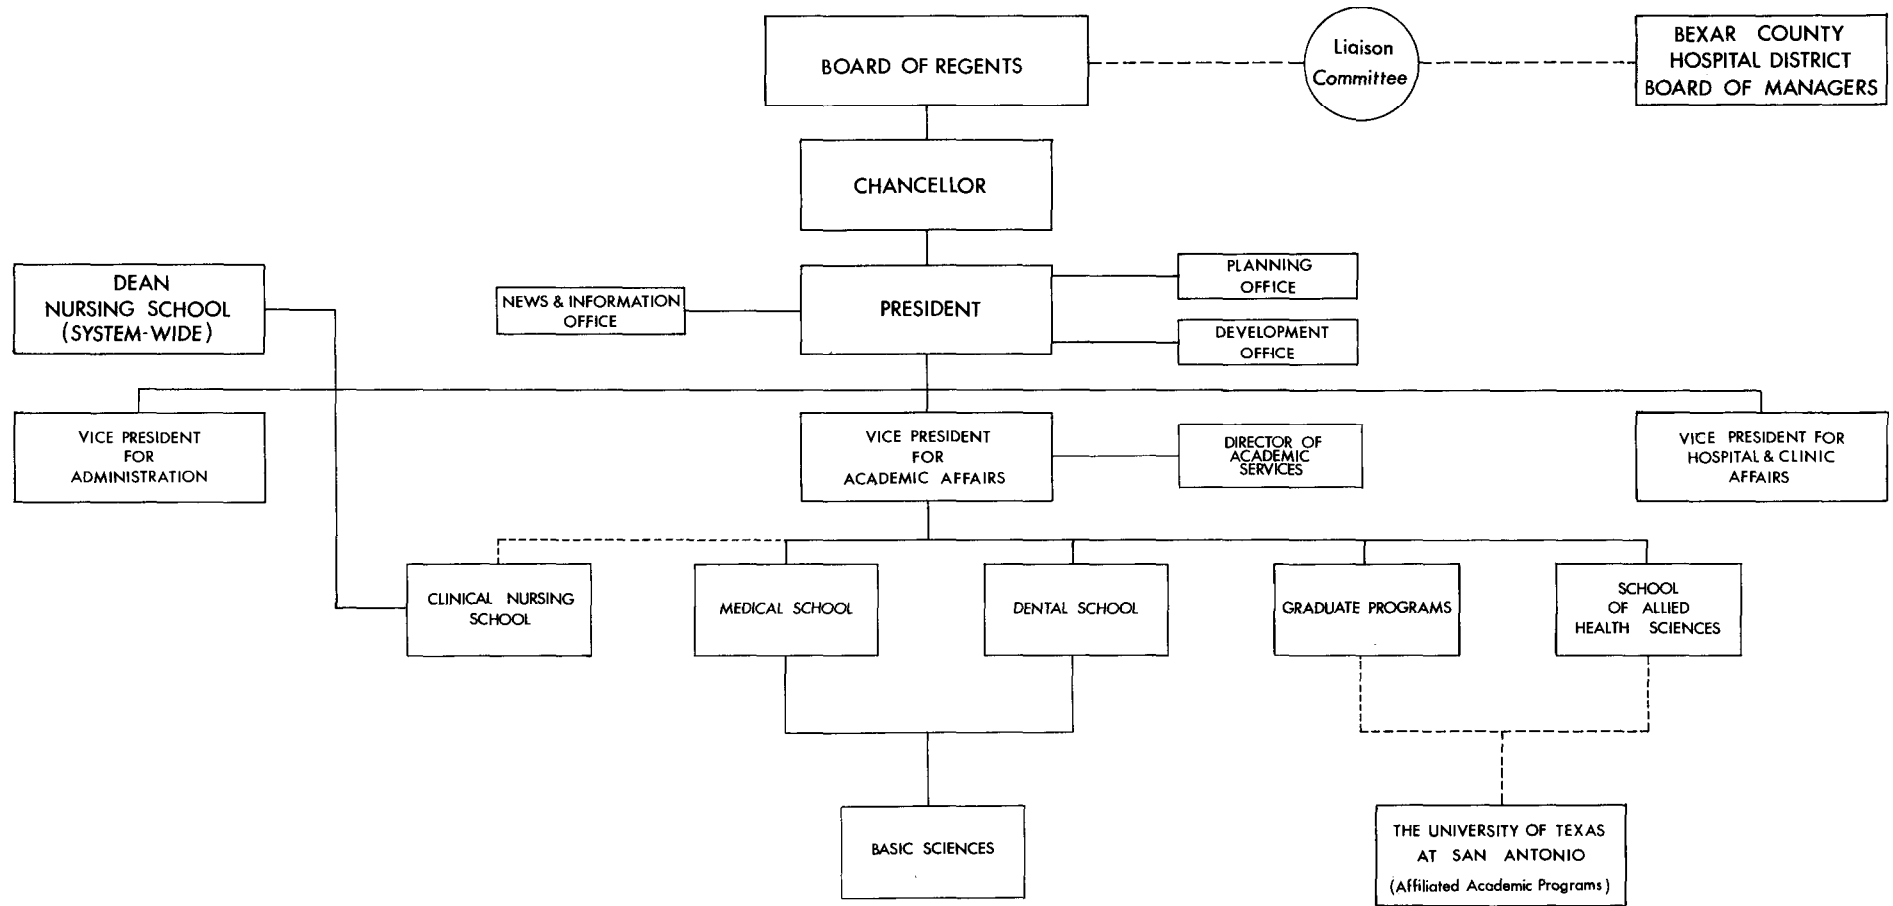 BOARD OF REGENTS
Liaison
Committee
BEXAR COUNTY
HOSPITAL DISTRICT
BOARD OF MANAGERS
CHANCELLOR
DEAN
NURSING SCHOOL
(SYSTEM-WIDE)
NEWS & INFORMATION
OFFICE
PRESIDENT
PLANNING
OFFICE
DEVELOPMENT
OFFICE
VICE PRESIDENT
FOR
ADMINISTRATION
VICE PRESIDENT
FOR
ACADEMIC AFFAIRS
DIRECTOR OF
ACADEMIC
SERVICES
VICE PRESIDENT FOR
HOSPITAL & CLINIC
AFFAIRS
CLINICAL NURSING
SCHOOL
MEDICAL SCHOOL
DENTAL SCHOOL
GRADUATE PROGRAMS
SCHOOL
OF ALLIED
HEALTH SCIENCES
BASIC SCIENCES
THE UNIVERSITY OF TEXAS
AT SAN ANTONIO
(Affiliated Academic Programs)